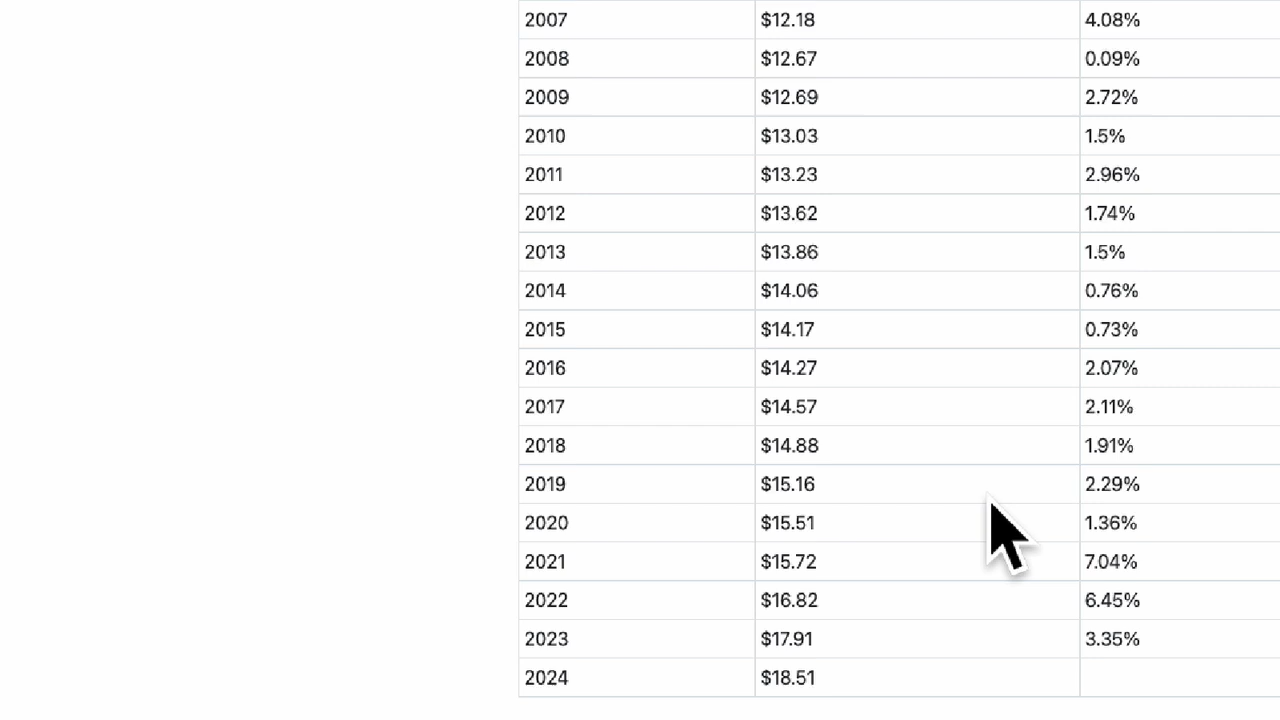 2007 $12.18 4.08%
2008 $12.67 0.09%
2009 $12.69 2.72%
2010 $13.03 1.5%
2011 $13.23 2.96%
2012 $13.62 1.74%
2013 $13.86 1.5%
2014 $14.06 0.76%
2015 $14.17 0.73%
2016 $14.27 2.07%
2017 $14.57 2.11%
2018 $14.88 1.91%
2019 $15.16 2.29%
2020 $15.51 1.36%
2021 $15.72 7.04%
2022 $16.82 6.45%
2023 $17.91 3.35%
2024 $18.51